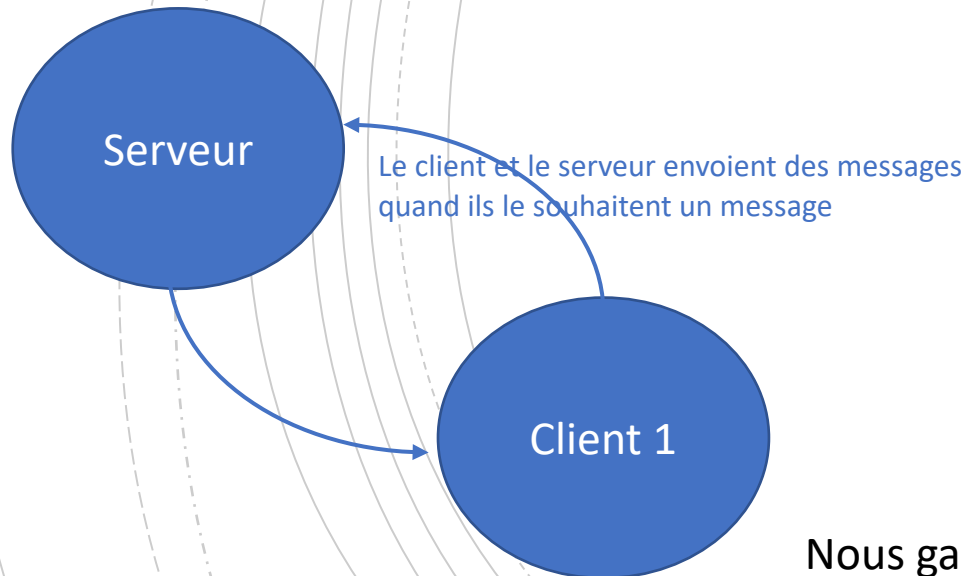 Serveur
Le client et le serveur envoient des messages
quand ils le souhaitent un message
Client 1
Nous ga